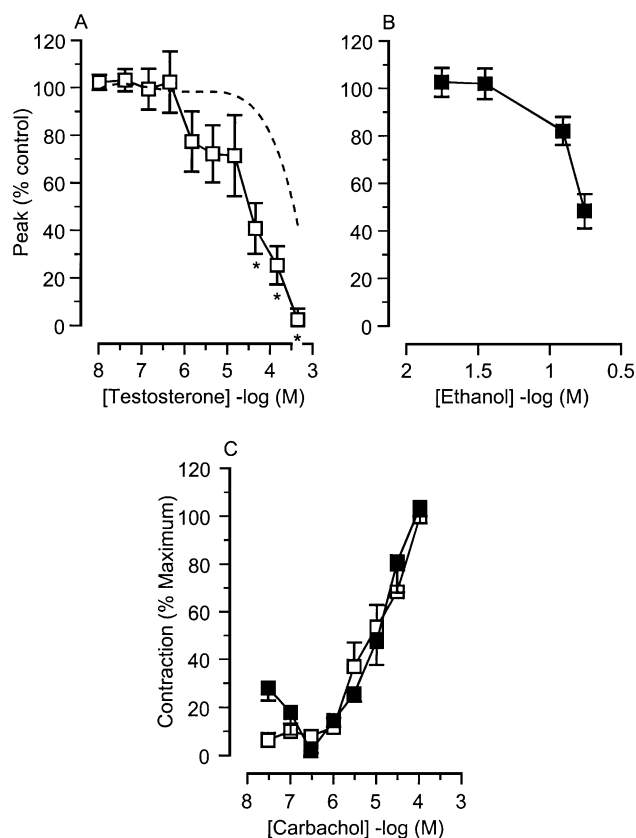 A
120
100
80
60
40
20
0
Peak (% control)
* * *
8 7 6 5 4 3
[Testosterone] -log (M)
B
120
100
80
60
40
20
0
2 1.5 1 0.5
[Ethanol] -log (M)
C
120
100
80
60
40
20
0
Contraction (% Maximum)
8 7 6 5 4 3
[Carbachol] -log (M)